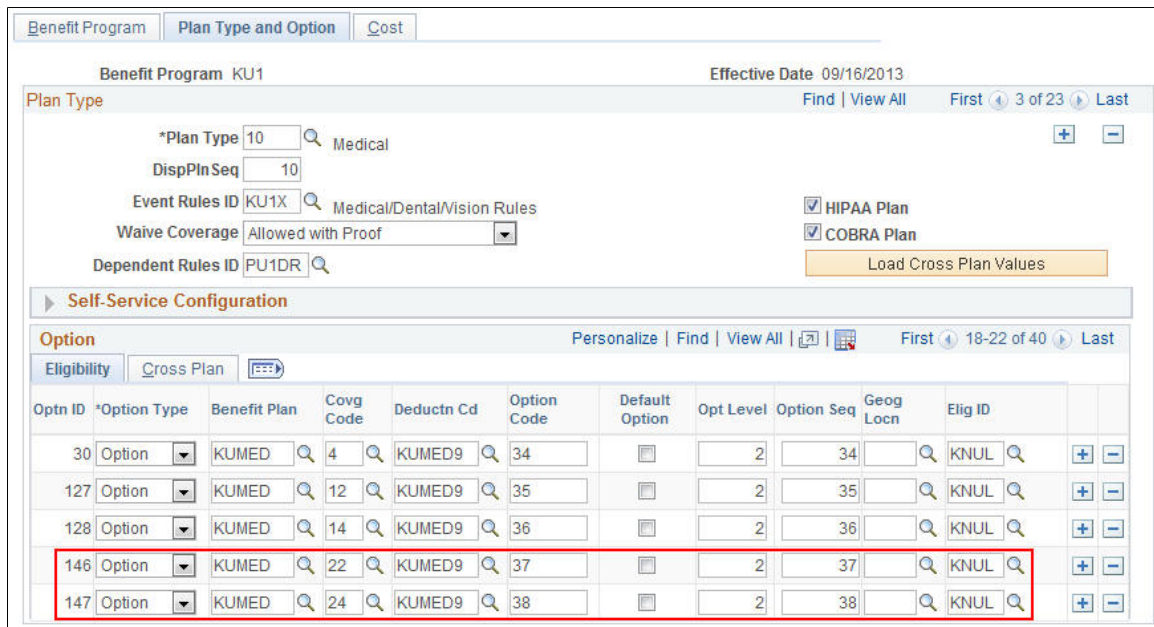 Benefit Program Plan Type and Option Cost
Benefit Program KU1 Effective Date 09/16/2013
Plan Type Find | View All First 3 of 23 Last
*Plan Type 10 Medical
DispPlnSeq 10
Event Rules ID KU1X Medical/Dental/Vision Rules HIPAA Plan
Waive Coverage Allowed with Proof COBRA Plan
Dependent Rules ID PU1DR Load Cross Plan Values
Self-Service Configuration
Option Personalize | Find | View All | First 18-22 of 40 Last
Eligibility Cross Plan
Optn ID *Option Type Benefit Plan Covg Code Deductn Cd Option Code Default Option Opt Level Option Seq Geog Locn Elig ID
30 Option KUMED 4 KUMED9 34 2 34 KNUL
127 Option KUMED 12 KUMED9 35 2 35 KNUL
128 Option KUMED 14 KUMED9 36 2 36 KNUL
146 Option KUMED 22 KUMED9 37 2 37 KNUL
147 Option KUMED 24 KUMED9 38 2 38 KNUL